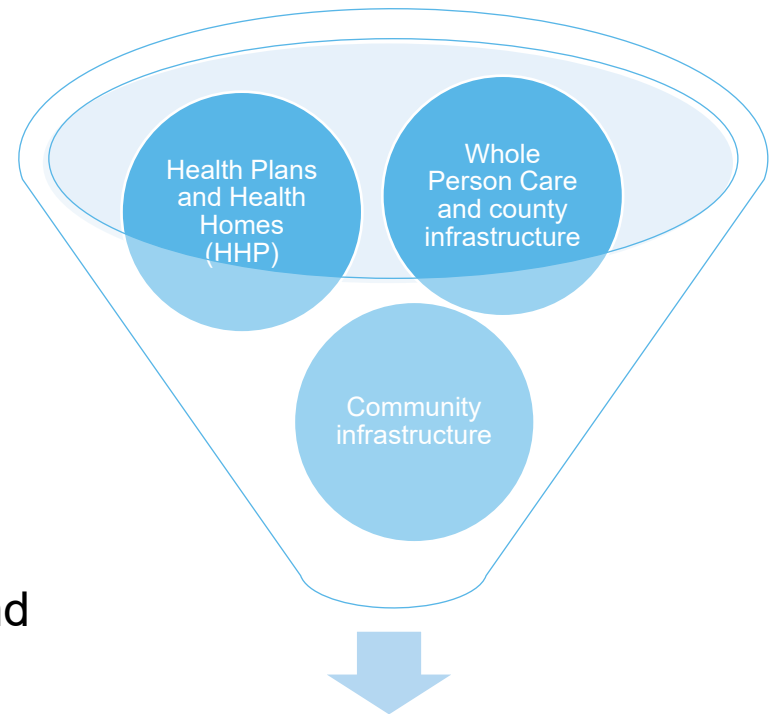 Health Plans
and Health
Homes
(HHP)
Whole
Person Care
and county
infrastructure
Community
infrastructure